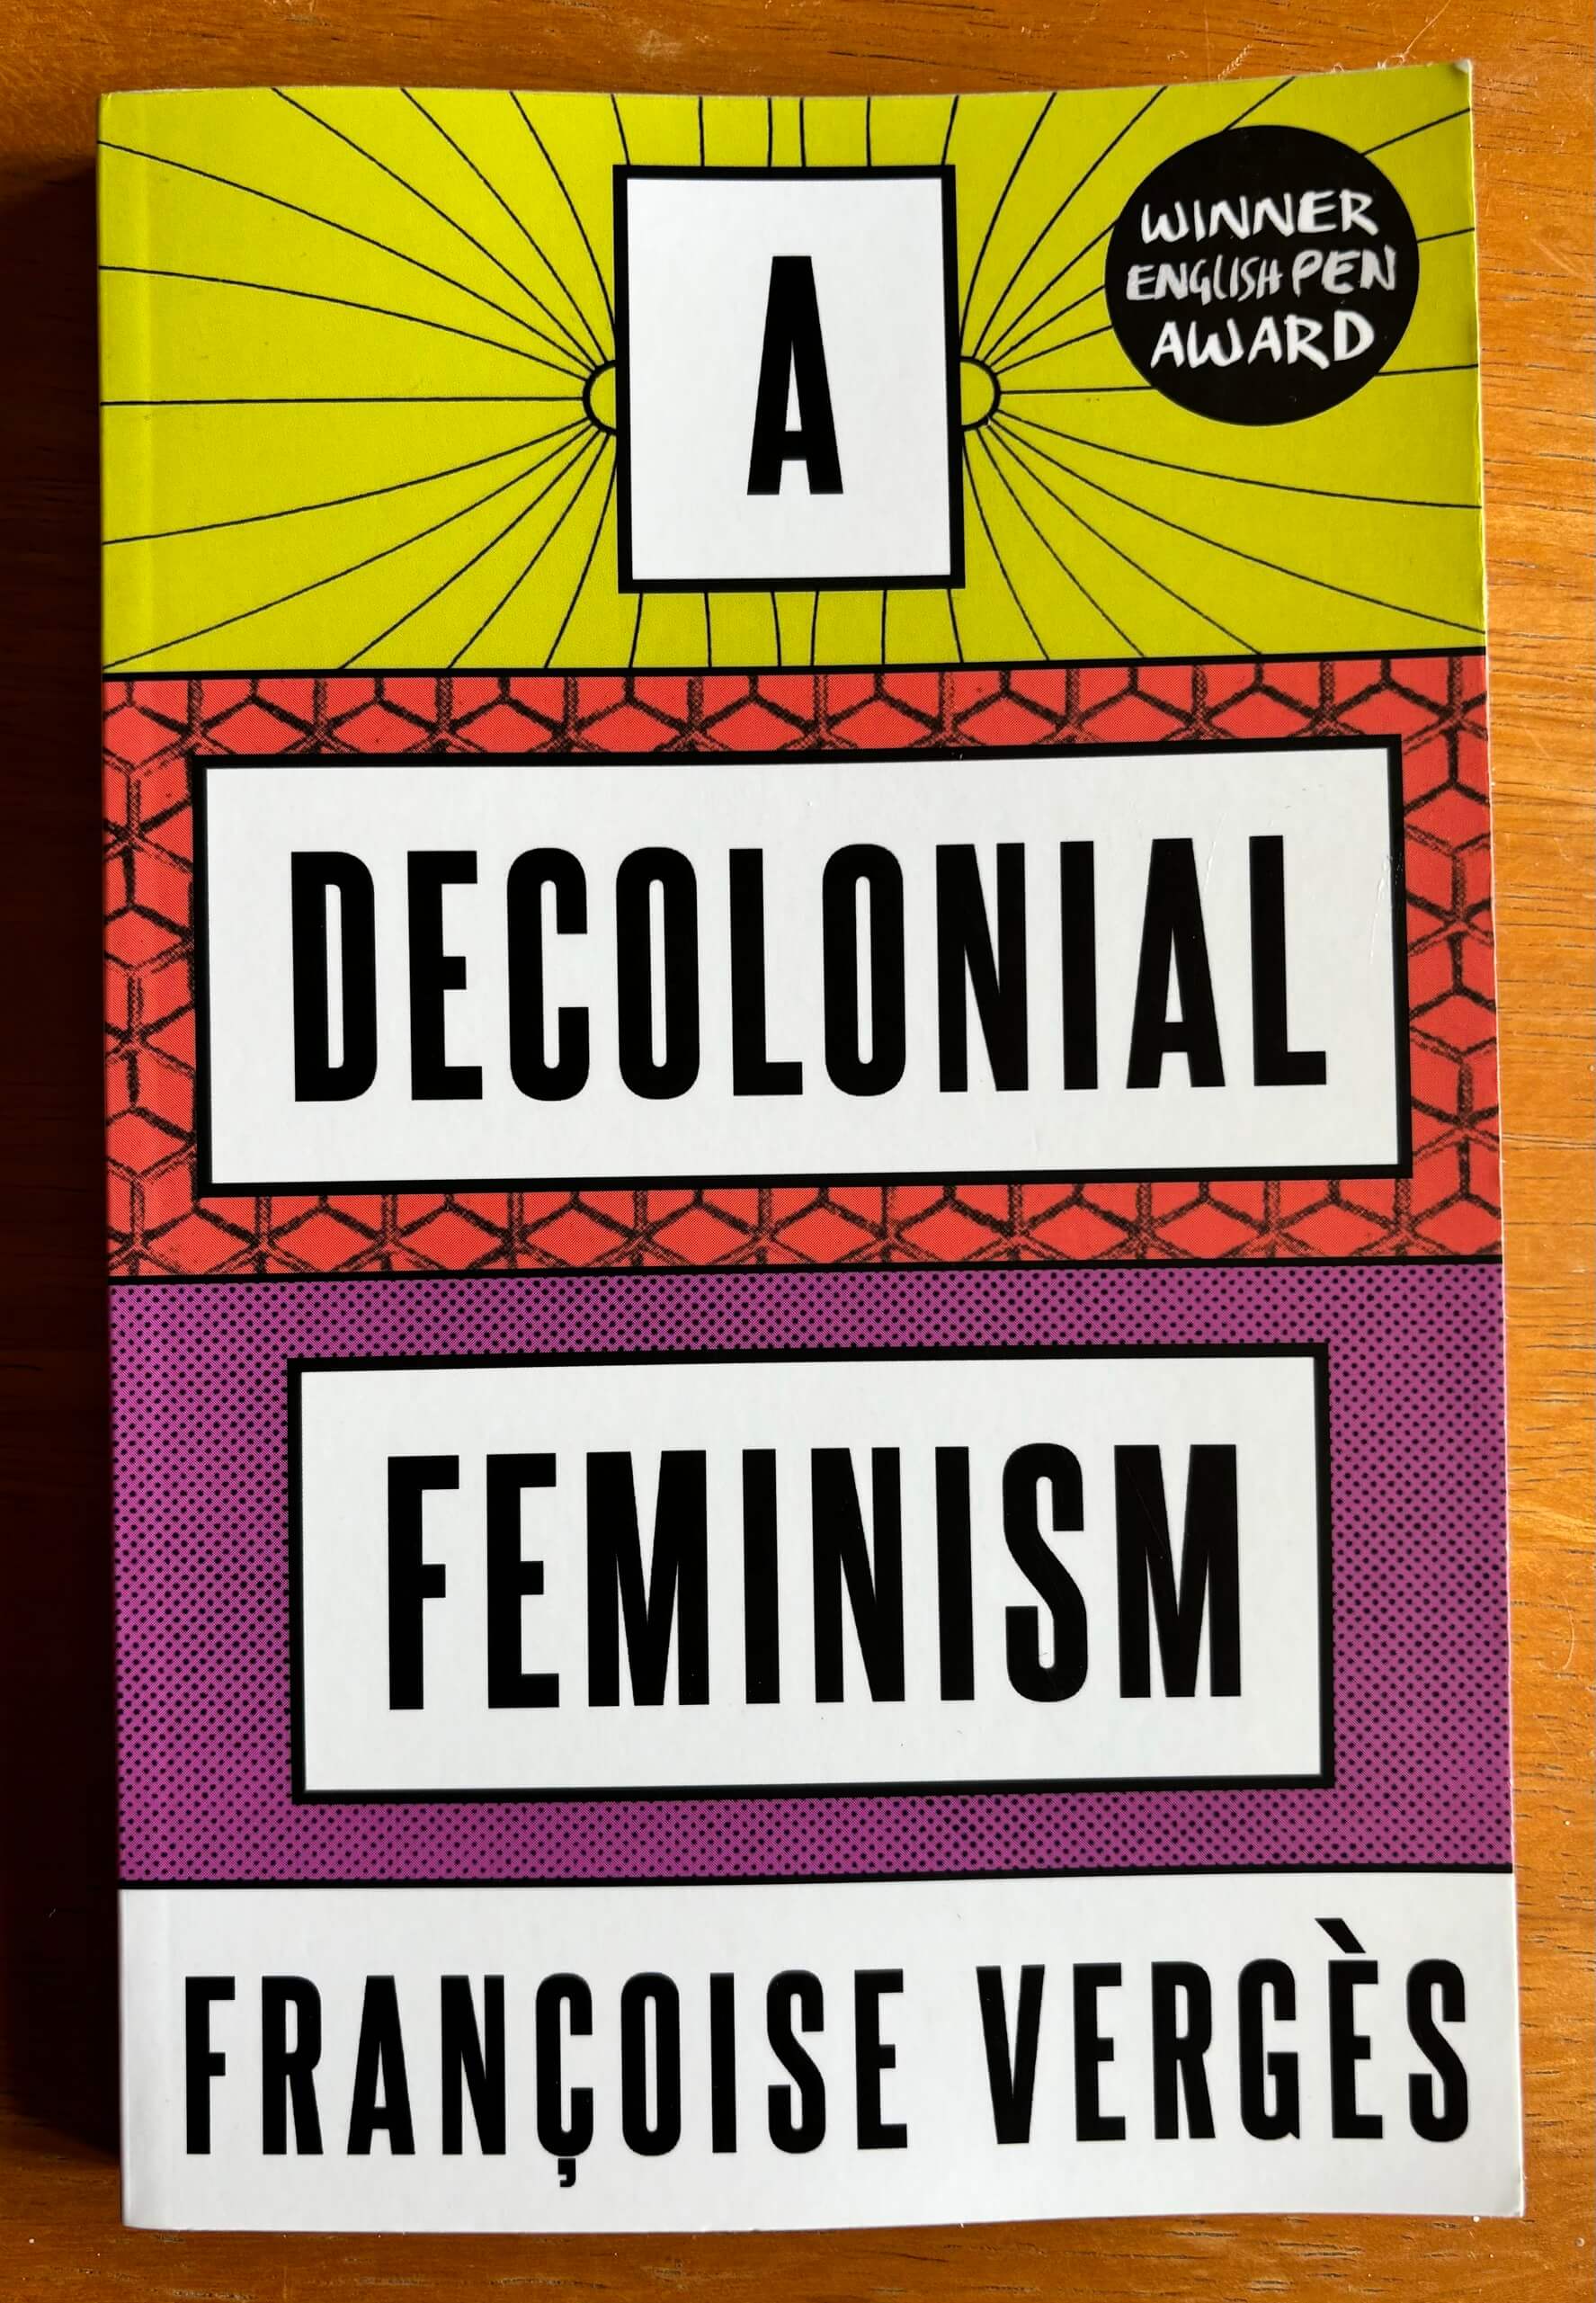 A
WINNER
ENGLISH PEN
AWARD
DECOLONIAL
FEMINISM
FRANÇOISE VERGÈS